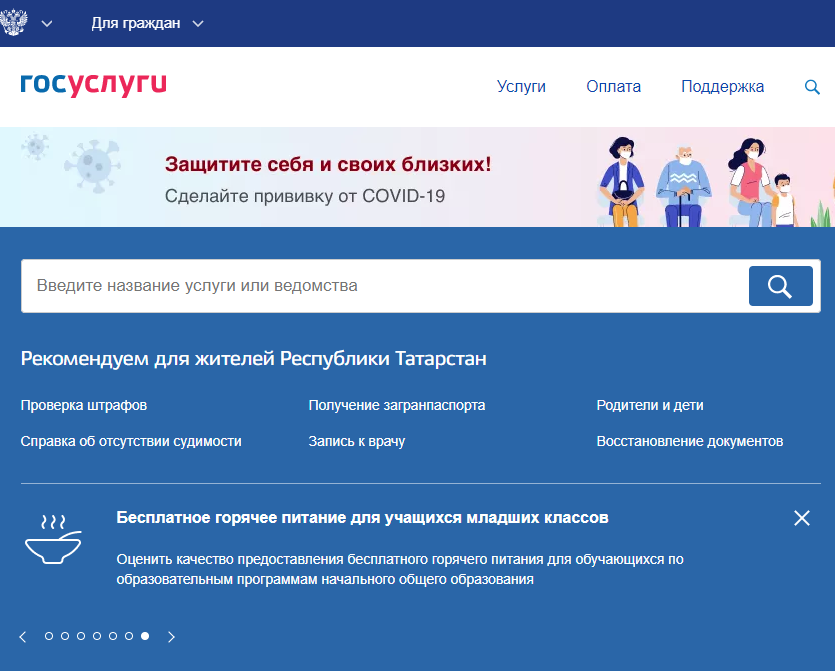 Для граждан
госуслуги
Услуги Оплата Поддержка
Защитите себя и своих близких!
Сделайте прививку от COVID-19
Введите название услуги или ведомства
Рекомендуем для жителей Республики Татарстан
Проверка штрафов Получение загранпаспорта Родители и дети
Справка об отсутствии судимости Запись к врачу Восстановление документов
Бесплатное горячее питание для учащихся младших классов
Оценить качество предоставления бесплатного горячего питания для обучающихся по
образовательным программам начального общего образования